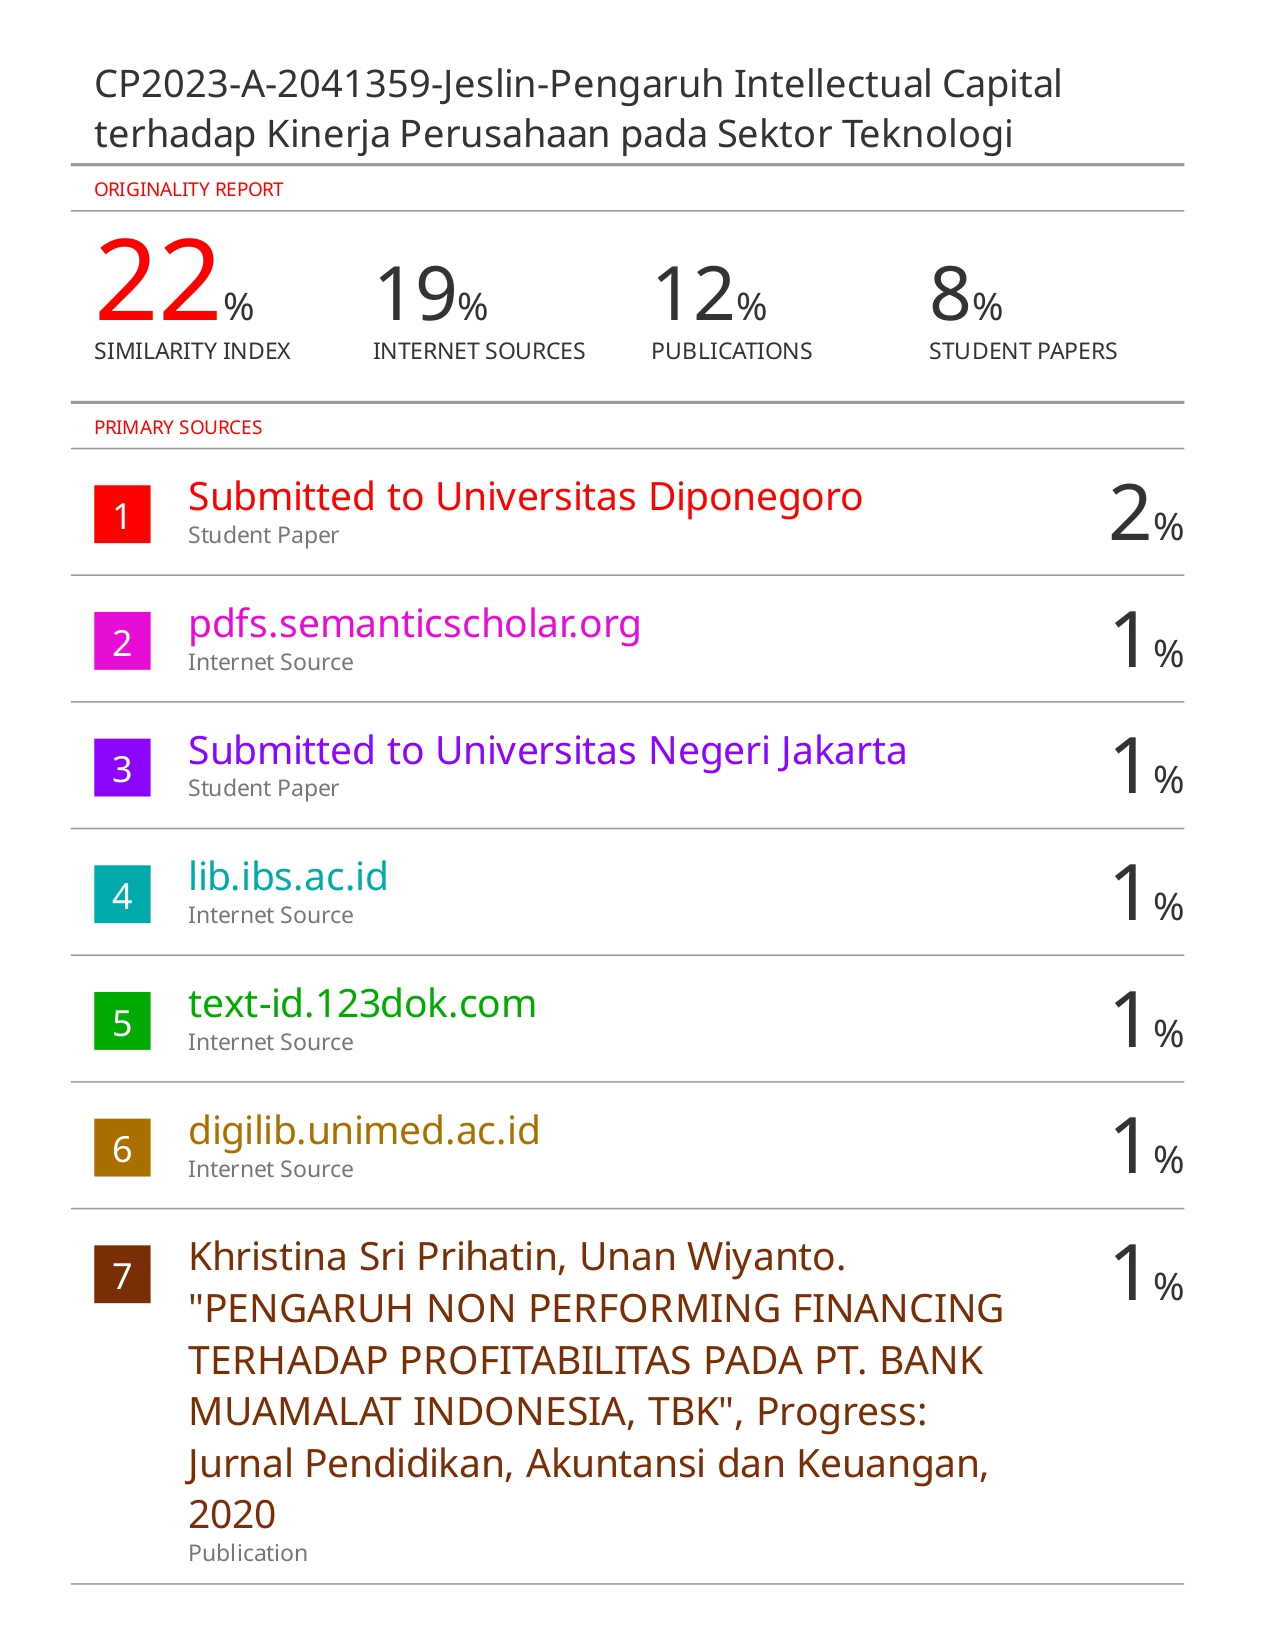 CP2023-A-2041359-Jeslin-Pengaruh Intellectual Capital
terhadap Kinerja Perusahaan pada Sektor Teknologi
ORIGINALITY REPORT
22% 19% 12% 8%
SIMILARITY INDEX INTERNET SOURCES PUBLICATIONS STUDENT PAPERS
PRIMARY SOURCES
1 Submitted to Universitas Diponegoro 2%
Student Paper
2 pdfs.semanticscholar.org 1%
Internet Source
3 Submitted to Universitas Negeri Jakarta 1%
Student Paper
4 lib.ibs.ac.id 1%
Internet Source
5 text-id.123dok.com 1%
Internet Source
6 digilib.unimed.ac.id 1%
Internet Source
7 Khristina Sri Prihatin, Unan Wiyanto. 1%
"PENGARUH NON PERFORMING FINANCING
TERHADAP PROFITABILITAS PADA PT. BANK
MUAMALAT INDONESIA, TBK", Progress:
Jurnal Pendidikan, Akuntansi dan Keuangan,
2020
Publication